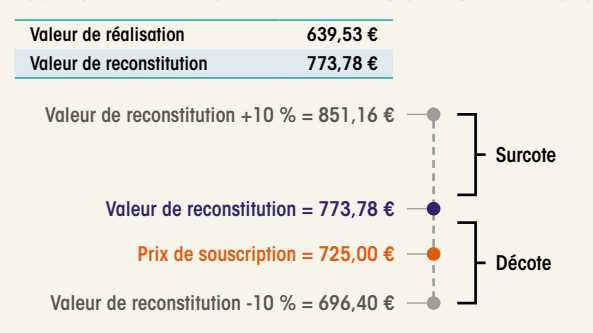 Valeur de réalisation 639,53 €
Valeur de reconstitution 773,78 €
Valeur de reconstitution +10 % = 851,16 €
Surcote
Valeur de reconstitution = 773,78 €
Prix de souscription = 725,00 €
Décote
Valeur de reconstitution -10 % = 696,40 €